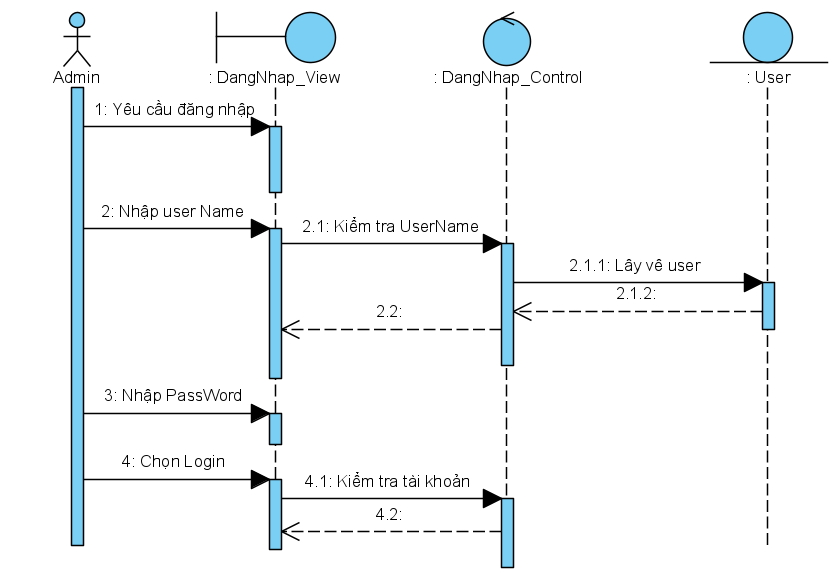 Admin
: DangNhap_View
: DangNhap_Control
: User
1: Yêu cầu đăng nhập
2: Nhập user Name
2.1: Kiểm tra UserName
2.1.1: Lây vê user
2.1.2:
2.2:
3: Nhập PassWord
4: Chọn Login
4.1: Kiểm tra tài khoản
4.2: